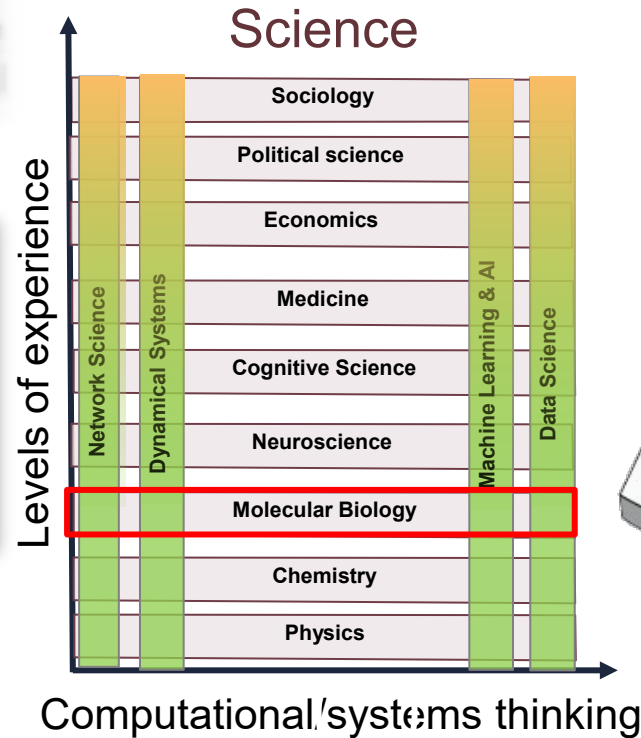 Science
Levels of experience
Sociology
Political science
Economics
Medicine
Cognitive Science
Neuroscience
Molecular Biology
Chemistry
Physics
Network Science
Dynamical Systems
Machine Learning & AI
Data Science
Computational/systems thinking